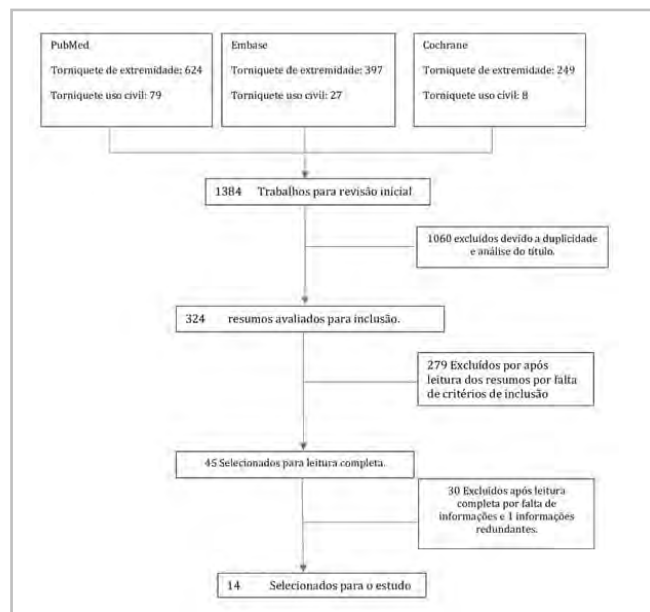 PubMed
Torniquete de extremidade: 624
Torniquete uso civil: 79
Embase
Torniquete de extremidade: 397
Torniquete uso civil: 27
Cochrane
Torniquete de extremidade: 249
Torniquete uso civil: 8
1384 Trabalhos para revisão inicial
1060 excluídos devido a duplicidade
e análise do título.
324 resumos avaliados para inclusão.
279 Excluídos por após
leitura dos resumos por falta
de critérios de inclusão
45 Selecionados para leitura completa.
30 Excluídos após leitura
completa por falta de
informações e 1 informações
redundantes.
14 Selecionados para o estudo